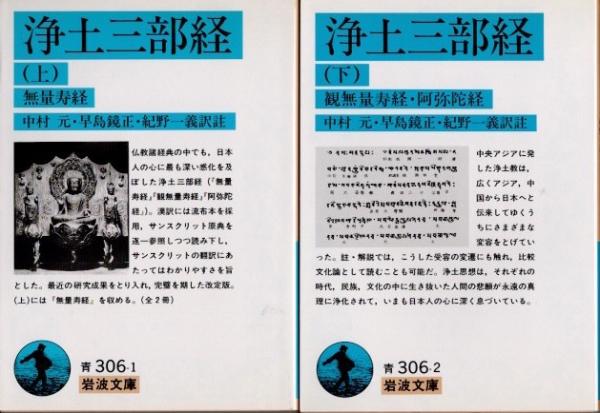 浄土三部経
(上)
無量寿経
中村 元・早島鏡正・紀野一義訳註
仏教諸経典の中でも、日本
人の心に最も深い感化を及
ぼした浄土三部経(『無量
寿経』『観無量寿経』『阿弥陀
経』)。漢訳には流布本を採
用、サンスクリット原典を
逐一参照しつつ読み下し、
サンスクリットの翻訳にあ
たってはわかりやすさを旨
とした。最近の研究成果をとり入れ、完璧を期した改定版。
(上)には『無量寿経』を収める。(全2冊)
青 306-1
岩波文庫
浄土三部経
(下)
観無量寿経・阿弥陀経
中村 元・早島鏡正・紀野一義訳註
中央アジアに発
した浄土教は、
広くアジア、中
国から日本へと
伝来してゆくう
ちにさまざまな
変容をとげてい
った。註・解説では、こうした受容の変遷にも触れ、比較
文化論として読むことも可能だ。浄土思想は、それぞれの
時代、民族、文化の中に生き抜いた人間の悲願が永遠の真
理に浄化されて、いまも日本人の心に深く息づいている。
青 306-2
岩波文庫